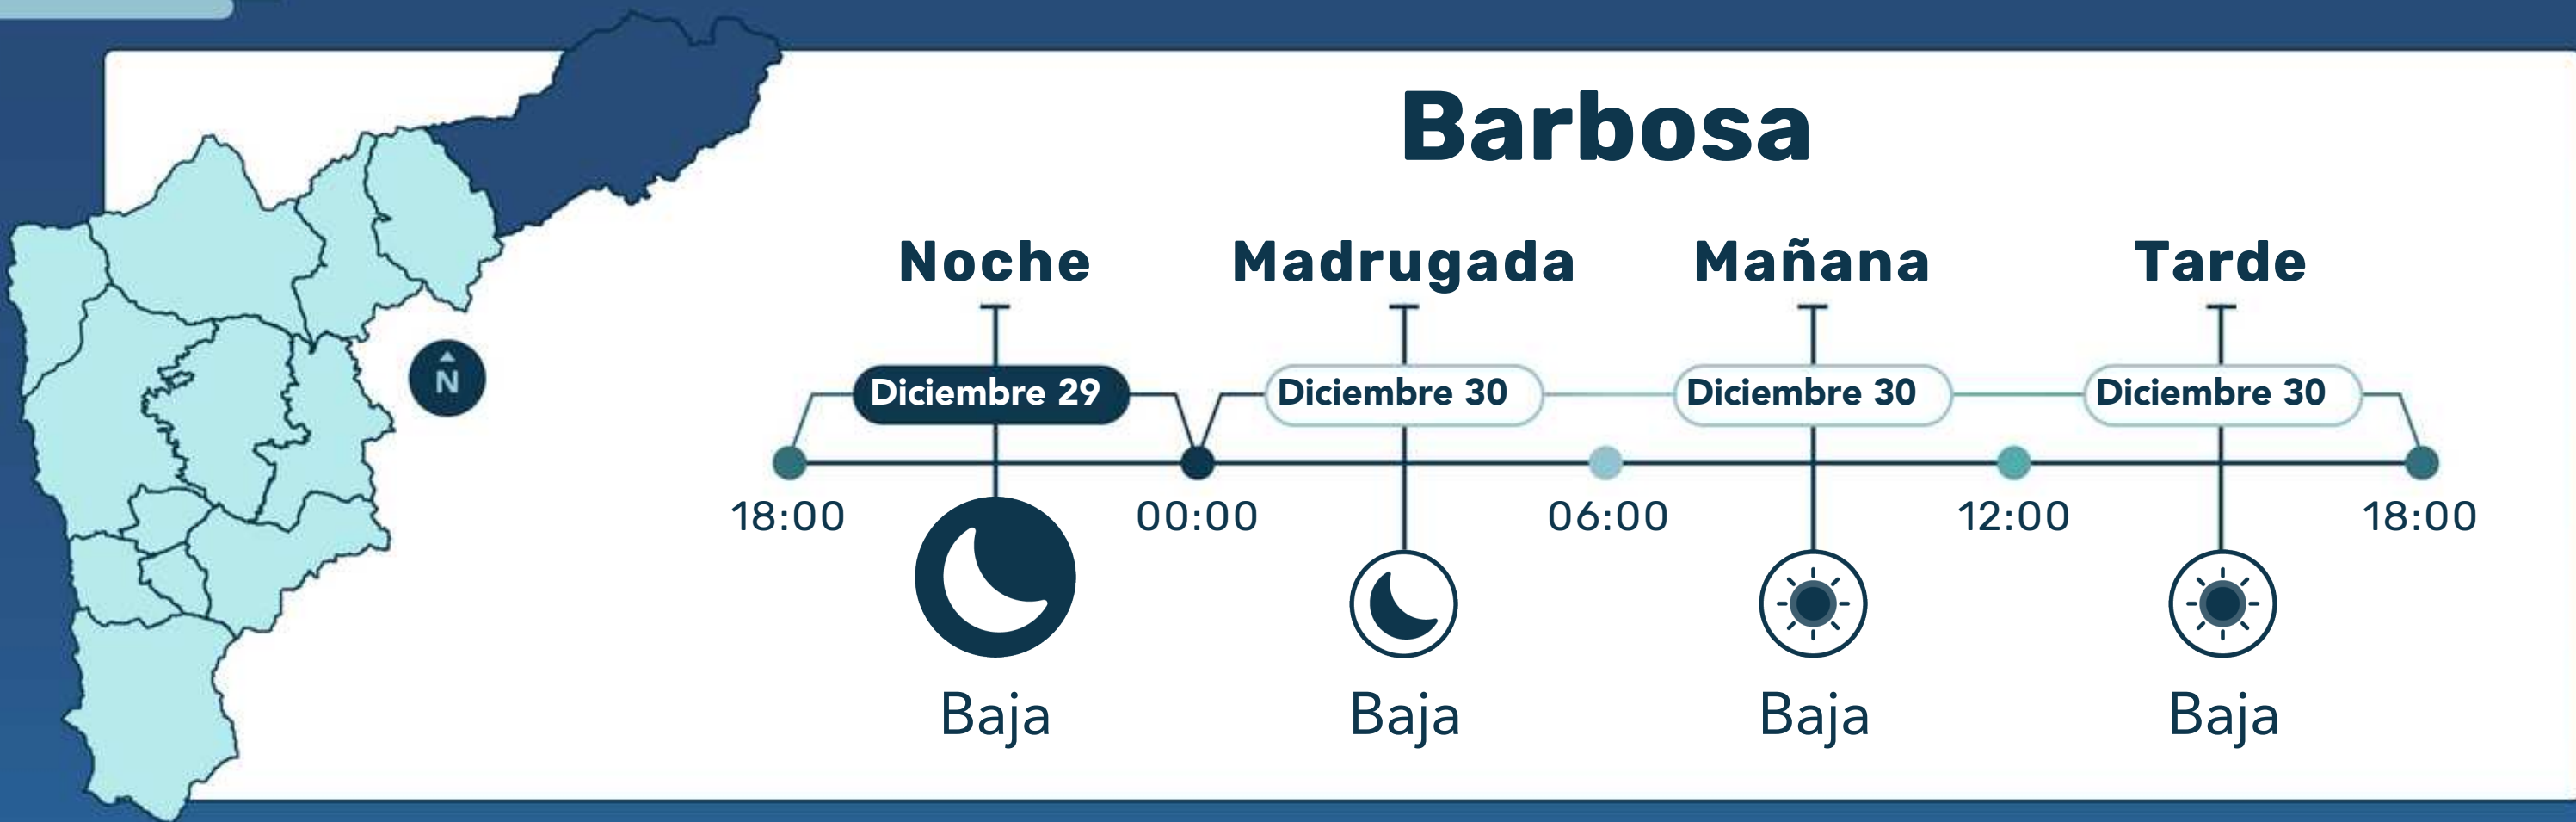 Barbosa
Noche Madrugada Mañana Tarde
Diciembre 29 Diciembre 30 Diciembre 30 Diciembre 30
N
18:00 00:00 06:00 12:00 18:00
Baja Baja Baja Baja